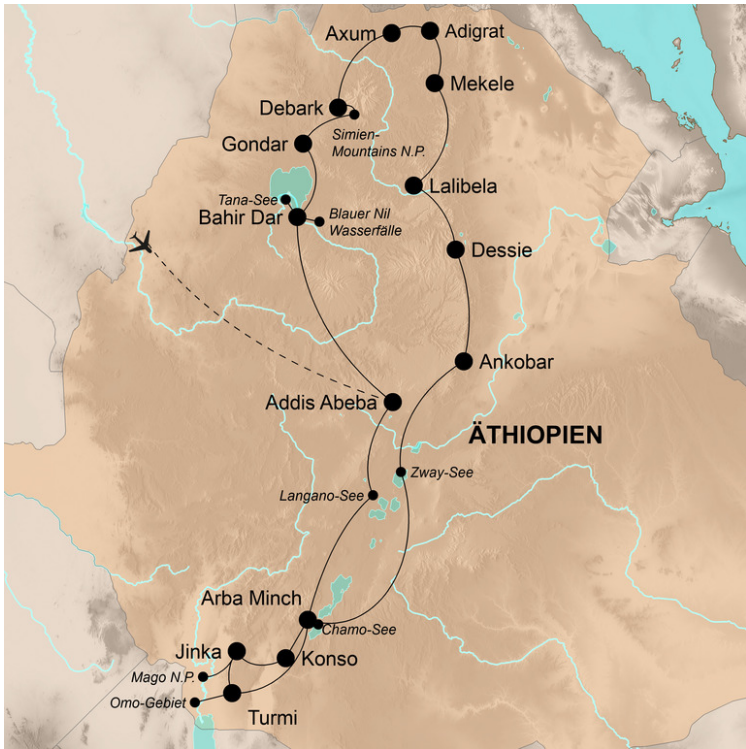 Axum
Adigrat
Mekele
Debark
Simien-
Mountains N.P.
Gondar
Lalibela
Tana-See
Bahir Dar
Blauer Nil
Wasserfälle
Dessie
Ankobar
Addis Abeba
ÄTHIOPIEN
Zway-See
Langano-See
Arba Minch
Chamo-See
Jinka
Konso
Mago N.P.
Omo-Gebiet
Turmi